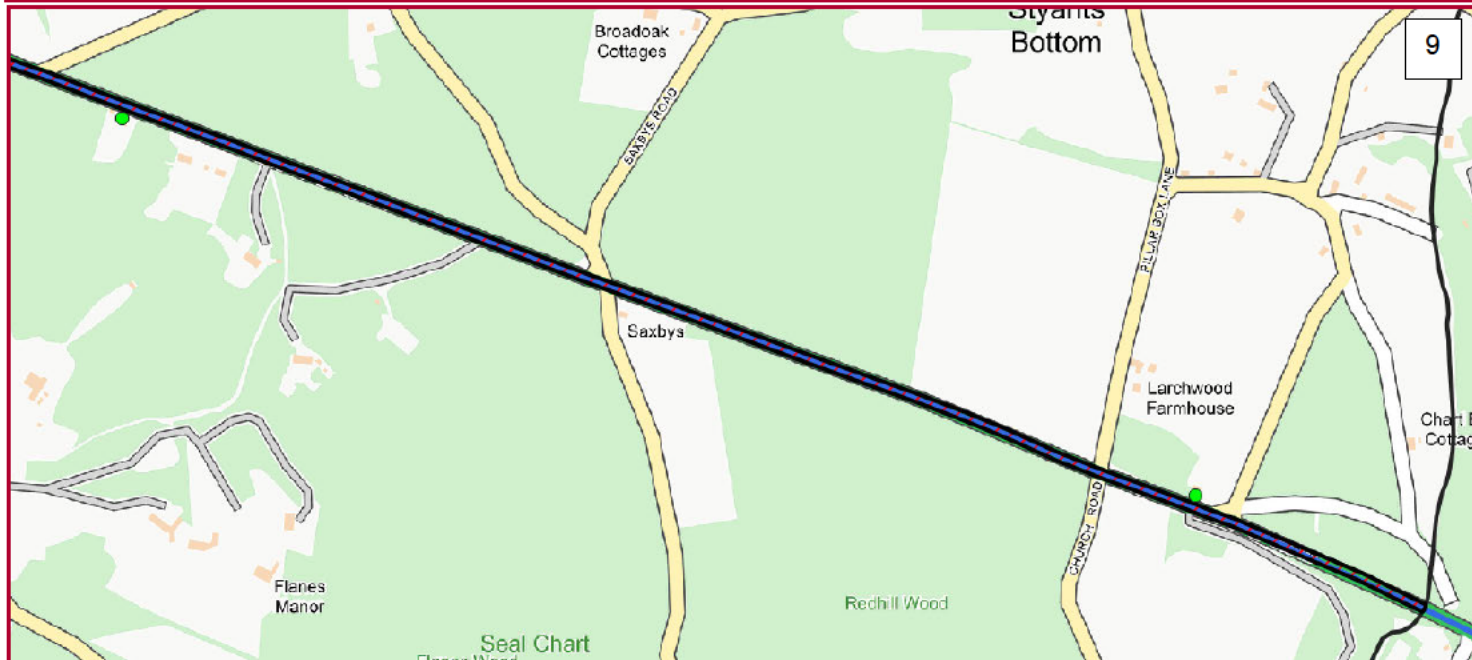 Styants
Bottom
9
Broadoak
Cottages
SAXBYS ROAD
PILLAR BOX LANE
Saxbys
Larchwood
Farmhouse
Chart
CHURCH ROAD
Flanes
Manor
Redhill Wood
Seal Chart